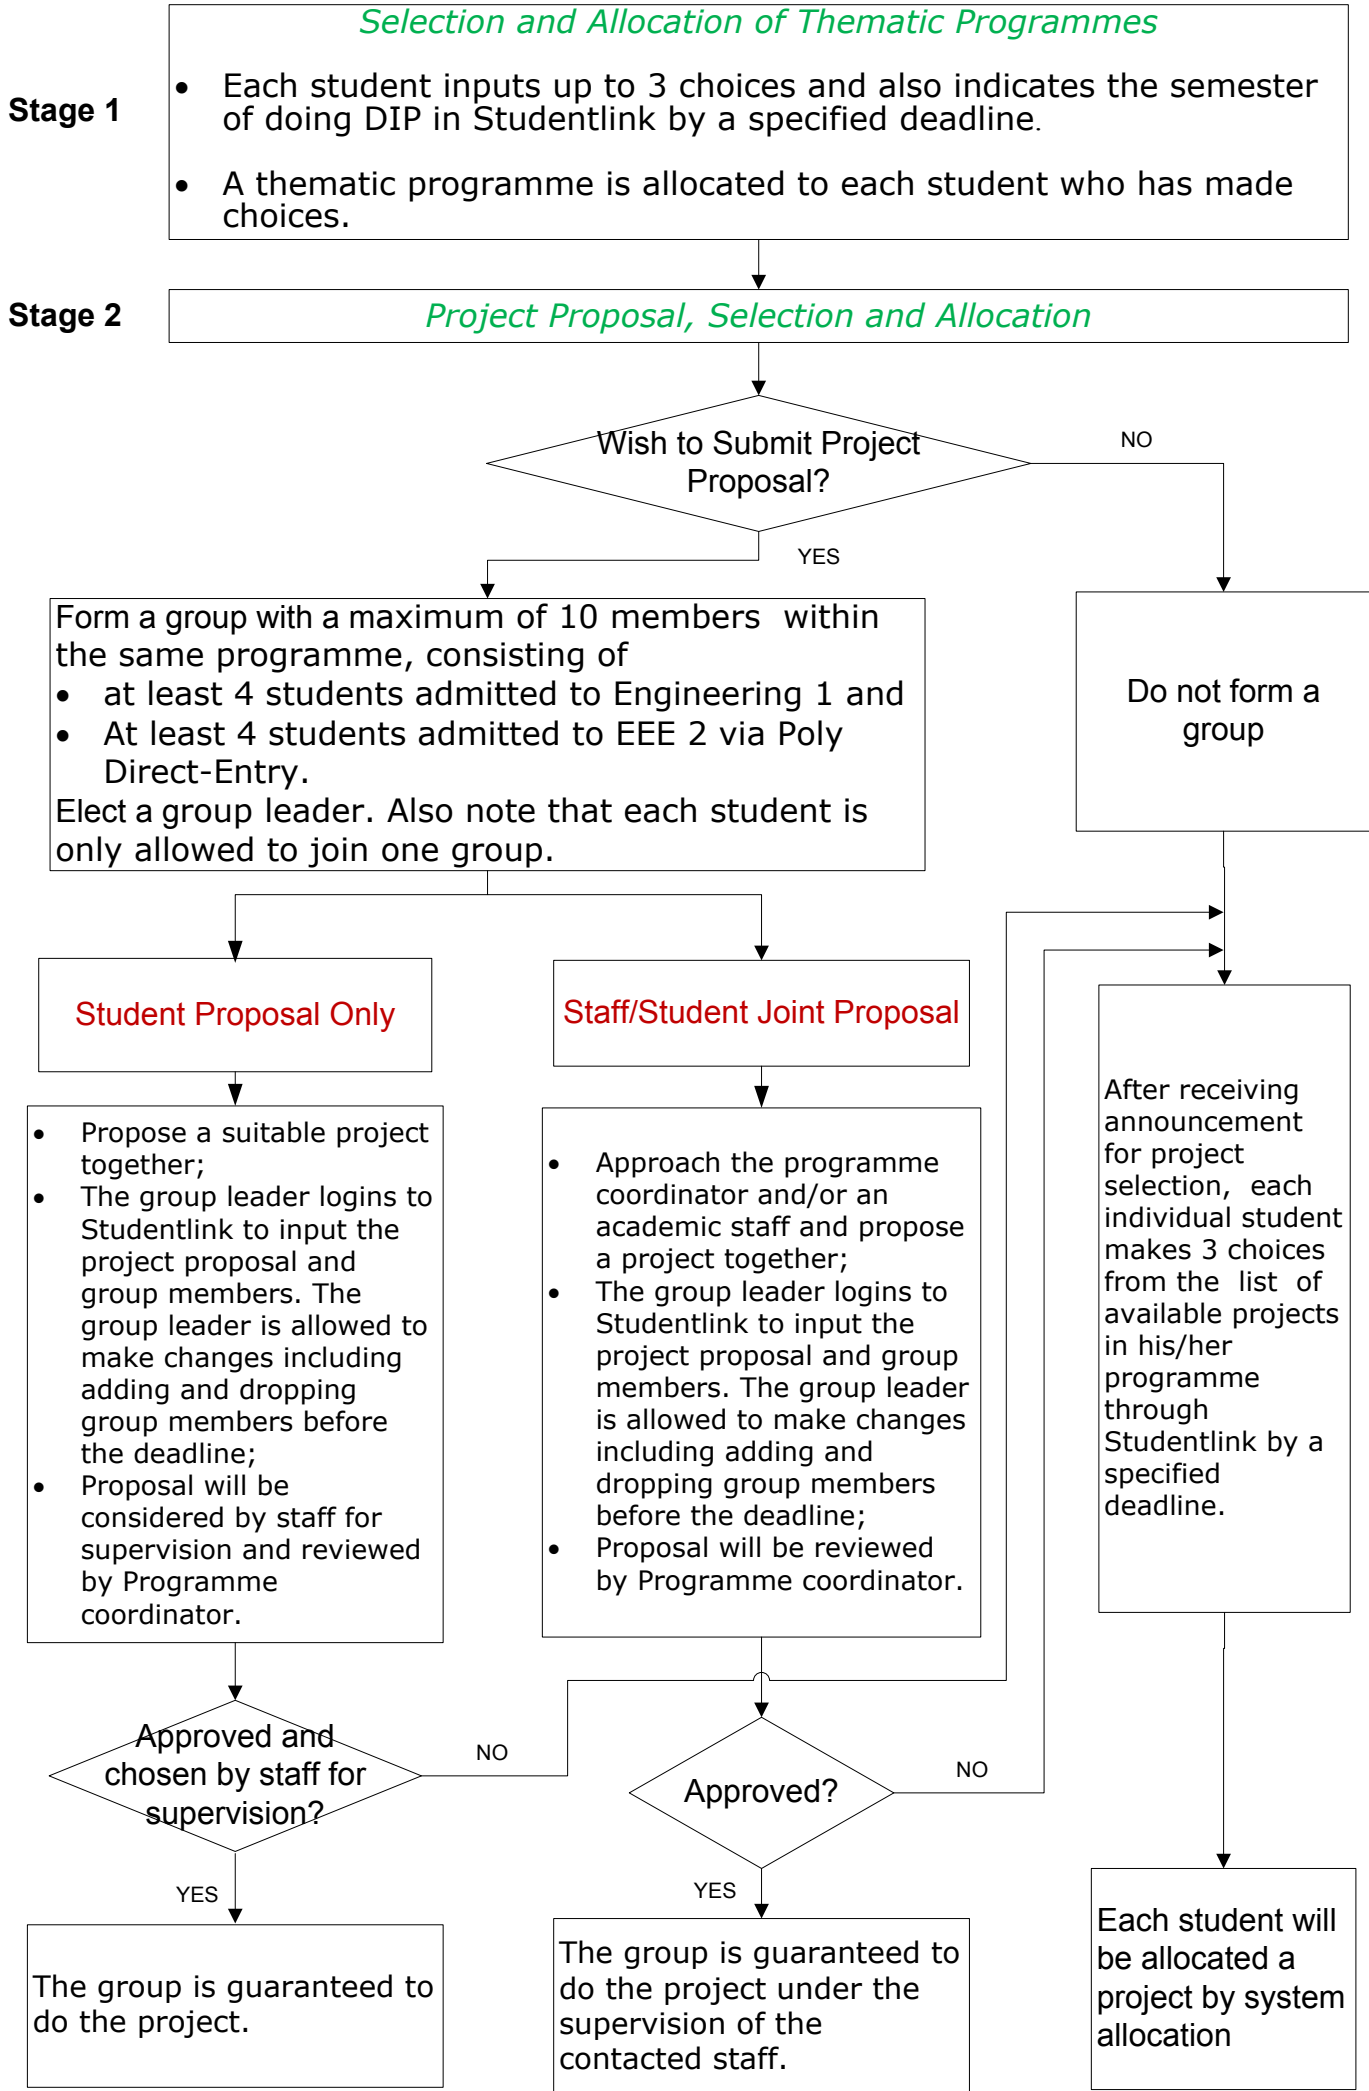 Selection and Allocation of Thematic Programmes
Stage 1
• Each student inputs up to 3 choices and also indicates the semester
of doing DIP in Studentlink by a specified deadline.
• A thematic programme is allocated to each student who has made
choices.
Stage 2
Project Proposal, Selection and Allocation
Wish to Submit Project
Proposal?
NO
YES
Form a group with a maximum of 10 members within
the same programme, consisting of
• at least 4 students admitted to Engineering 1 and
• At least 4 students admitted to EEE 2 via Poly
Direct-Entry.
Elect a group leader. Also note that each student is
only allowed to join one group.
Do not form a
group
Student Proposal Only
Staff/Student Joint Proposal
• Propose a suitable project
together;
• The group leader logins to
Studentlink to input the
project proposal and
group members. The
group leader is allowed to
make changes including
adding and dropping
group members before
the deadline;
• Proposal will be
considered by staff for
supervision and reviewed
by Programme
coordinator.
• Approach the programme
coordinator and/or an
academic staff and propose
a project together;
• The group leader logins to
Studentlink to input the
project proposal and group
members. The group leader
is allowed to make changes
including adding and
dropping group members
before the deadline;
• Proposal will be reviewed
by Programme coordinator.
After receiving
announcement
for project
selection, each
individual student
makes 3 choices
from the list of
available projects
in his/her
programme
through
Studentlink by a
specified
deadline.
Approved and
chosen by staff for
supervision?
NO
YES
Approved?
NO
YES
The group is guaranteed to
do the project.
The group is guaranteed to
do the project under the
supervision of the
contacted staff.
Each student will
be allocated a
project by system
allocation